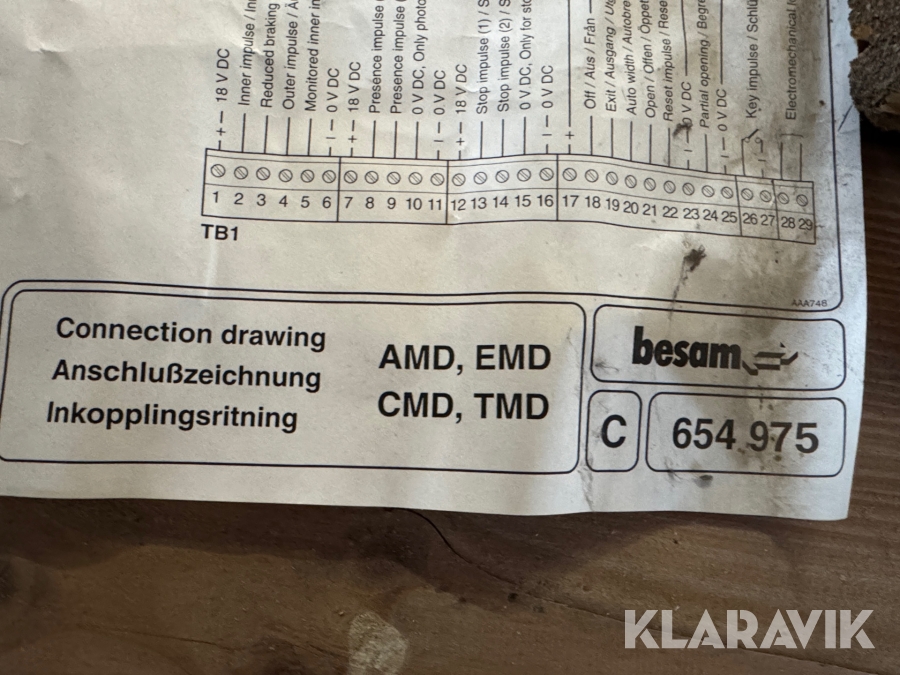 + 18 V DC
Inner impulse / In
Reduced braking
Outer impulse /
Monitored inner in
0 V DC
+ 18 V DC
Presence impulse
Presence impulse
0 V DC, Only photo
0 V DC
+ 18 V DC
Stop impulse (1) / S
Stop impulse (2) / S
0 V DC, Only for sto
0 V DC
+
Off / Aus / Från
Exit / Ausgang /
Auto width / Autobre
Open / Offen / Öppet
Reset impulse / Rese
0 V DC
Partial opening / Begre
0 V DC
Key impulse / Schlü
Electromechanical
1 2 3 4 5 6 7 8 9 10 11 12 13 14 15 16 17 18 19 20 21 22 23 24 25 26 27 28 29
TB1
AAA748
Connection drawing
Anschlußzeichnung
Inkopplingsritning
AMD, EMD
CMD, TMD
besam
C
654 975
KLARAVIK